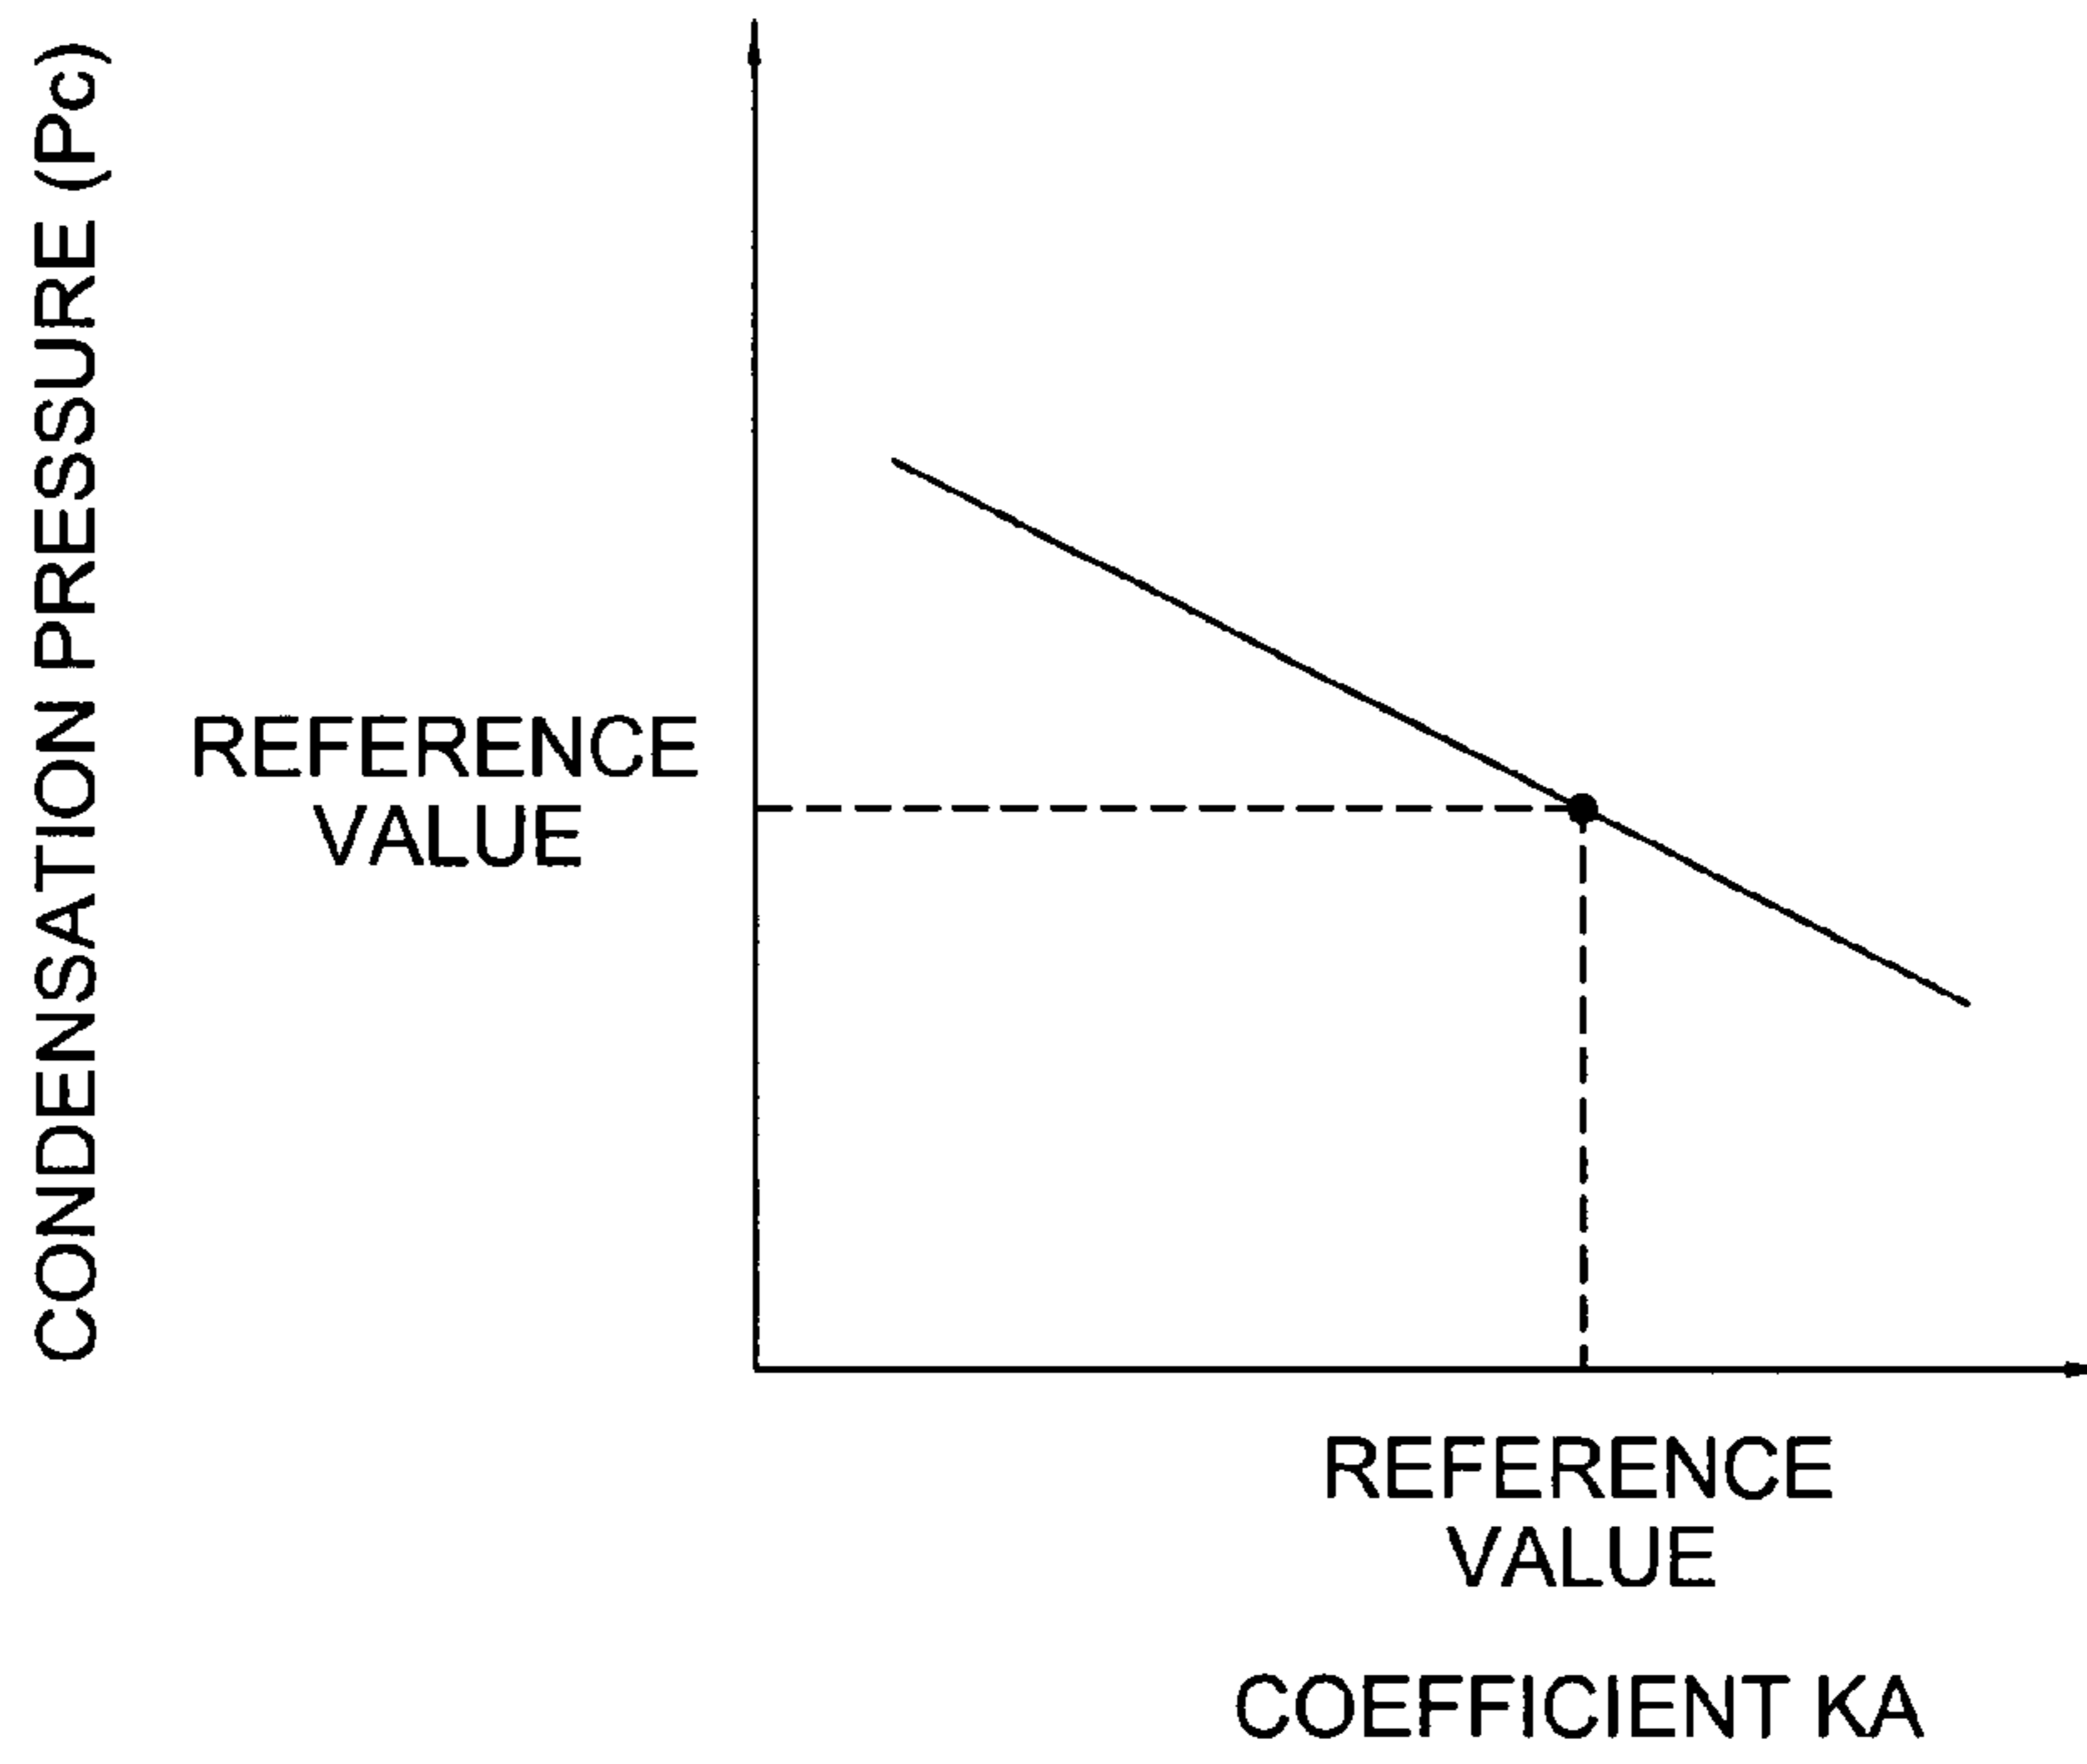 CONDENSATION PRESSURE (Pc)
REFERENCE
VALUE
REFERENCE
VALUE
COEFFICIENT KA